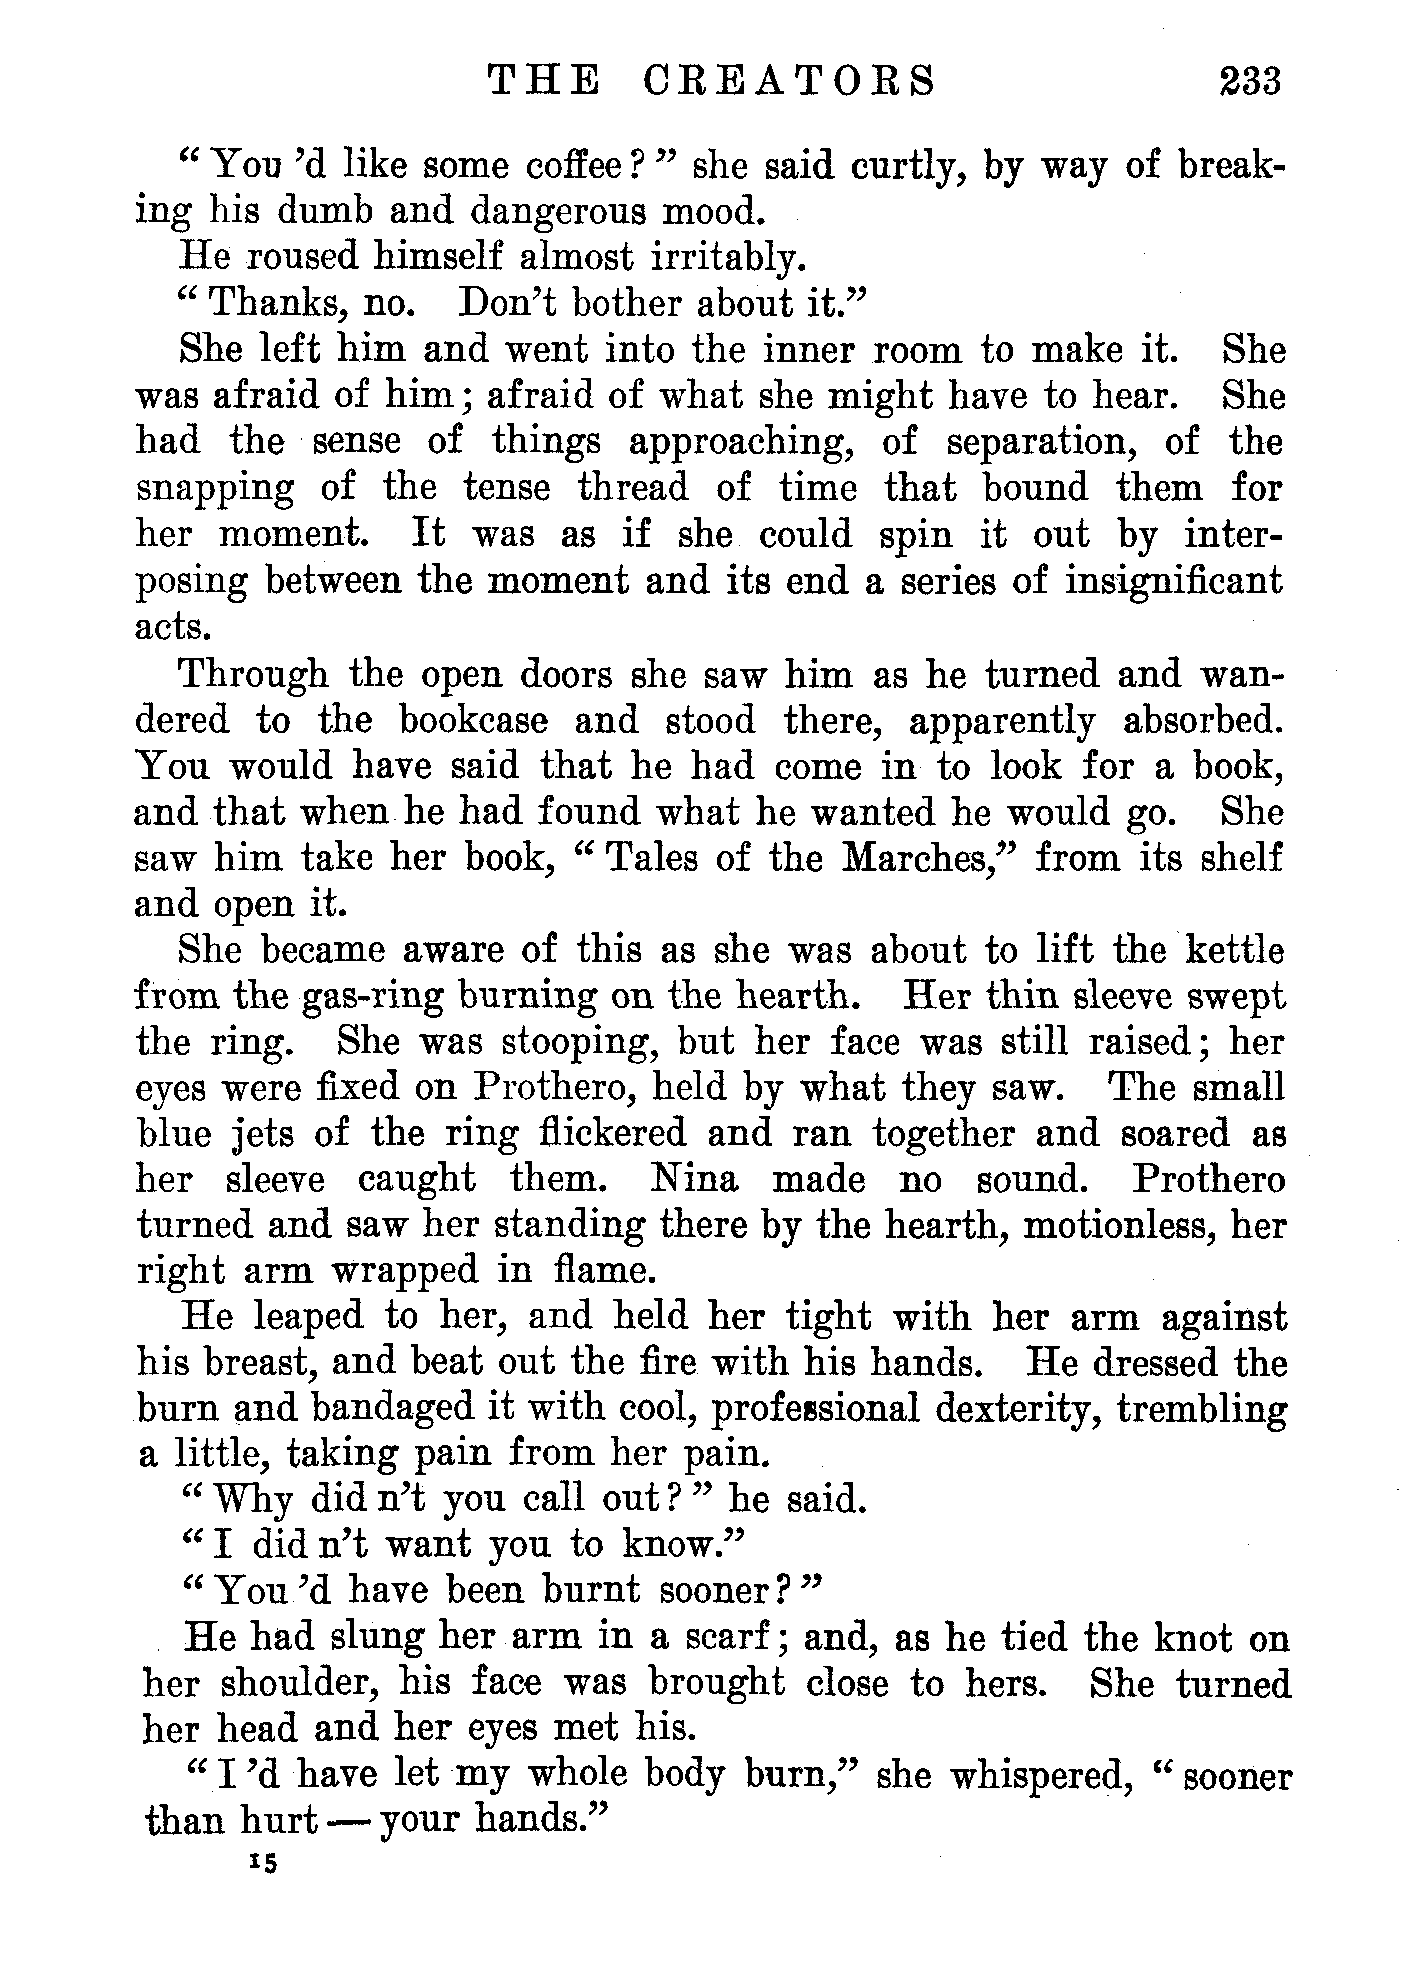 THE CREATORS 233
“ You ’d like some coffee? ” she said curtly, by way of break-
ing his dumb and dangerous mood.
He roused himself almost irritably.
“ Thanks, no. Don’t bother about it.”
She left him and went into the inner room to make it. She
was afraid of him; afraid of what she might have to hear. She
had the sense of things approaching, of separation, of the
snapping of the tense thread of time that bound them for
her moment. It was as if she could spin it out by inter-
posing between the moment and its end a series of insignificant
acts.
Through the open doors she saw him as he turned and wan-
dered to the bookcase and stood there, apparently absorbed.
You would have said that he had come in to look for a book,
and that when he had found what he wanted he would go. She
saw him take her book, “ Tales of the Marches,” from its shelf
and open it.
She became aware of this as she was about to lift the kettle
from the gas-ring burning on the hearth. Her thin sleeve swept
the ring. She was stooping, but her face was still raised; her
eyes were fixed on Prothero, held by what they saw. The small
blue jets of the ring flickered and ran together and soared as
her sleeve caught them. Nina made no sound. Prothero
turned and saw her standing there by the hearth, motionless, her
right arm wrapped in flame.
He leaped to her, and held her tight with her arm against
his breast, and beat out the fire with his hands. He dressed the
burn and bandaged it with cool, professional dexterity, trembling
a little, taking pain from her pain.
“ Why did n’t you call out? ” he said.
“ I did n’t want you to know.”
“ You ’d have been burnt sooner? ”
He had slung her arm in a scarf; and, as he tied the knot on
her shoulder, his face was brought close to hers. She turned
her head and her eyes met his.
“ I ’d have let my whole body burn,” she whispered, “ sooner
than hurt — your hands.”
15